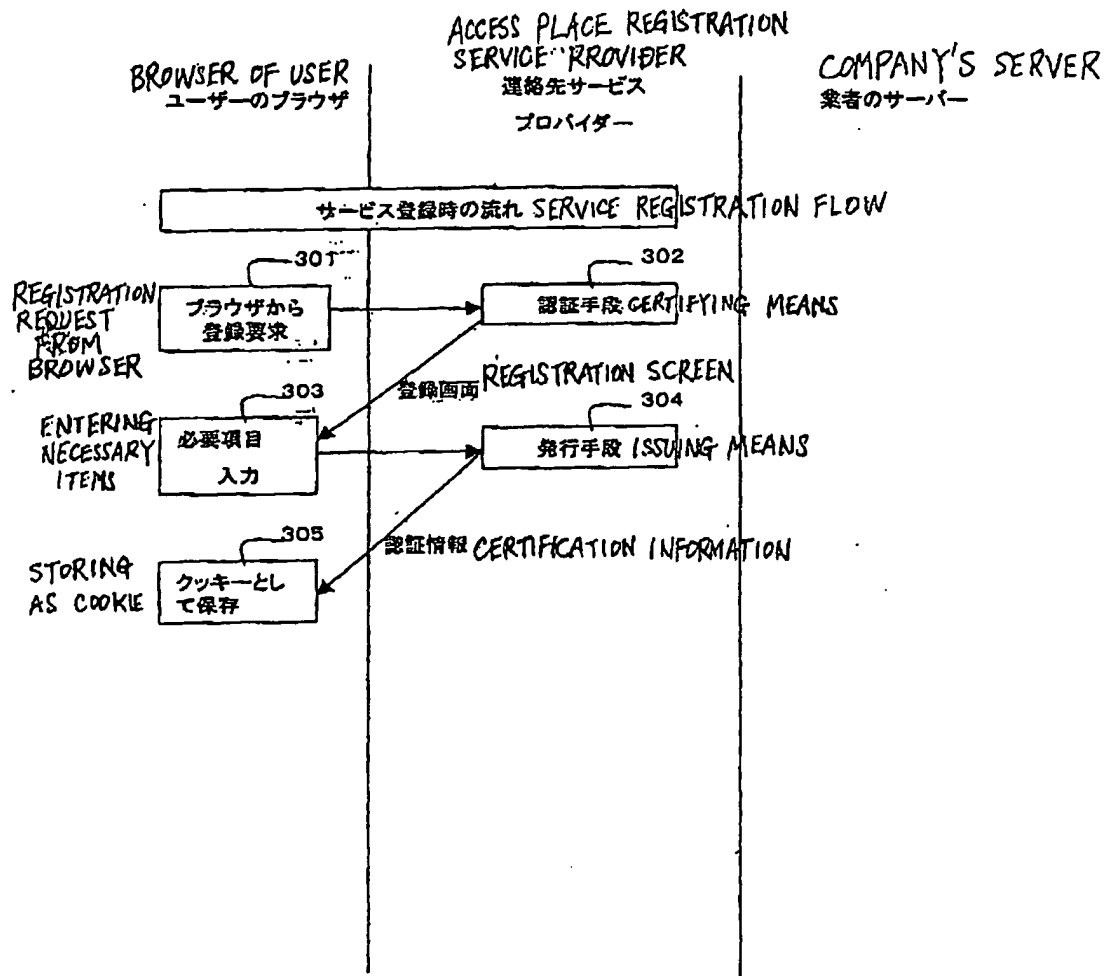 ACCESS PLACE REGISTRATION
SERVICE RROVIDER
連絡先サービス
プロバイダー
BROWSER OF USER
ユーザーのブラウザ
COMPANY'S SERVER
業者のサーバー
サービス登録時の流れ SERVICE REGISTRATION FLOW
301
302
REGISTRATION
REQUEST
FROM
BROWSER
ブラウザから
登録要求
認証手段 CERTIFYING MEANS
登録画面 REGISTRATION SCREEN
303
304
ENTERING
NECESSARY
ITEMS
必要項目
入力
発行手段 ISSUING MEANS
認証情報 CERTIFICATION INFORMATION
305
STORING
AS COOKIE
クッキーとし
て保存